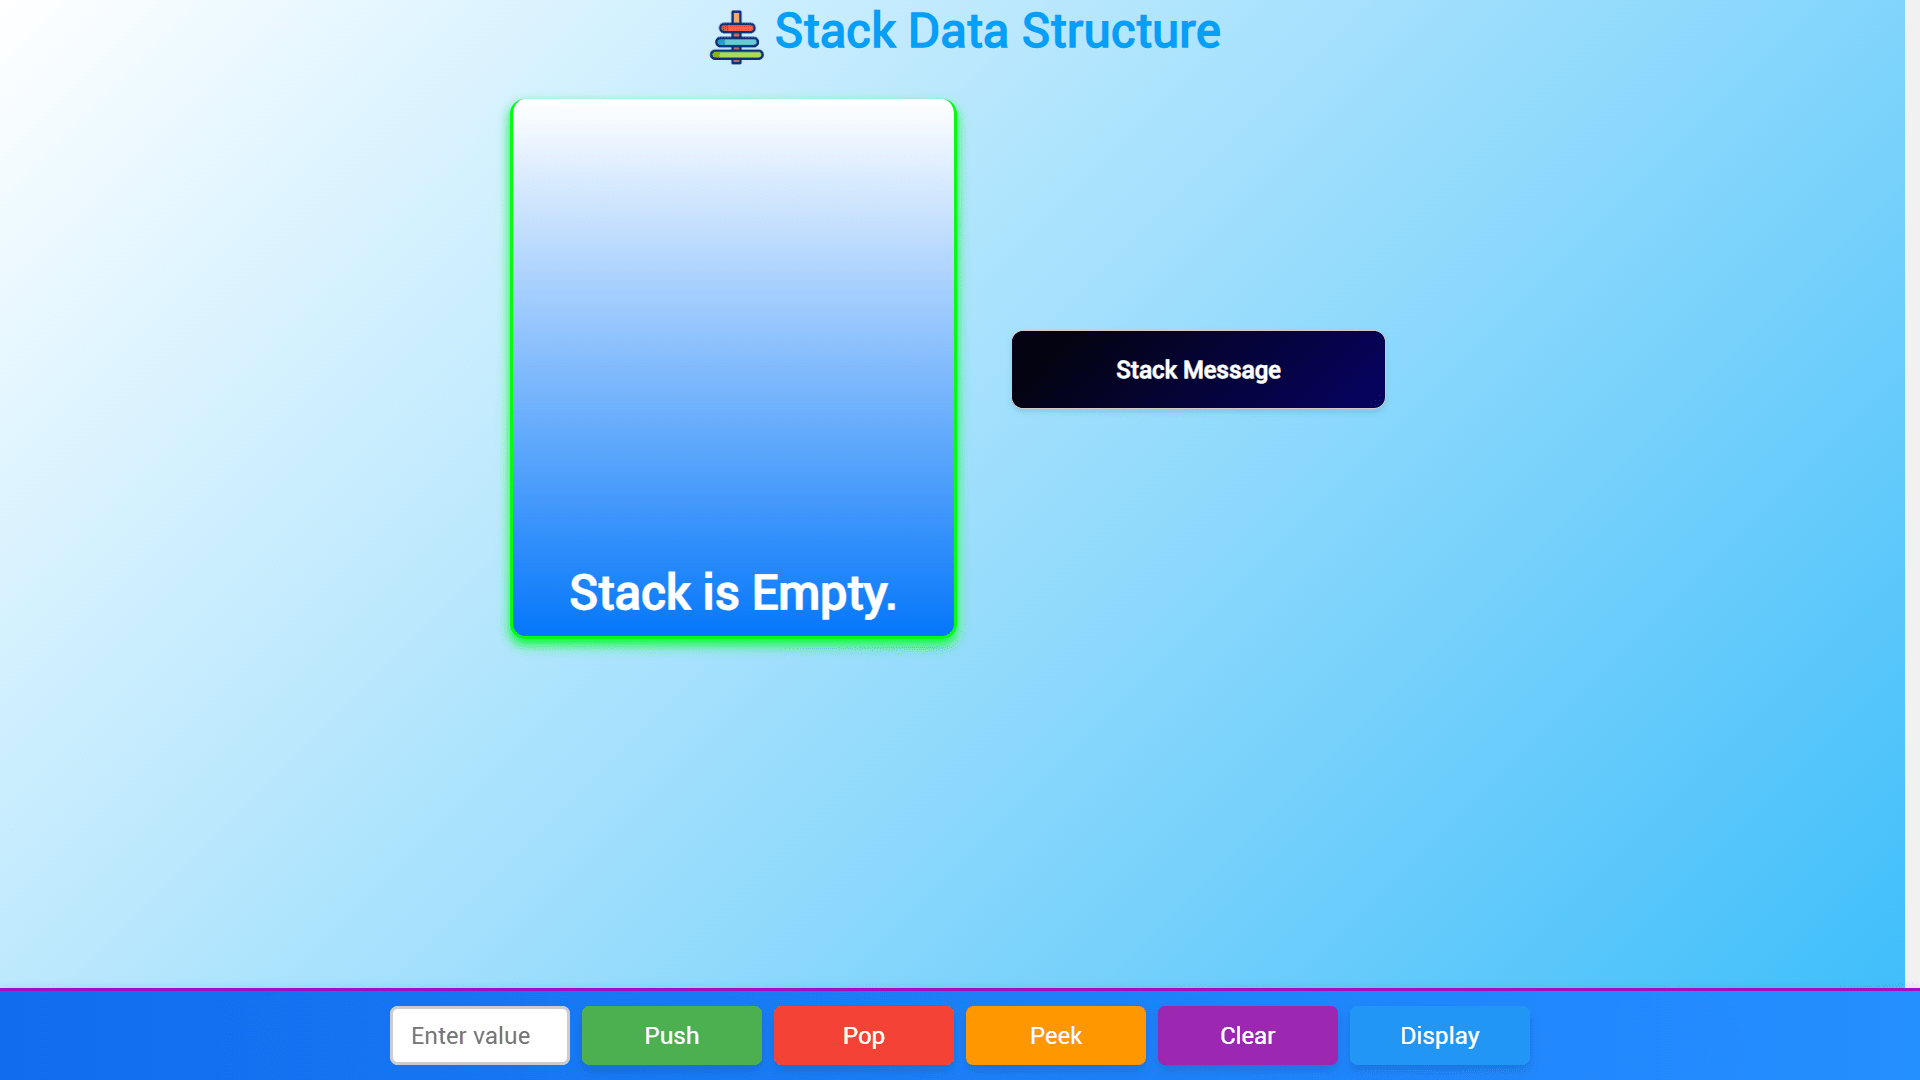 Stack Data Structure
Stack Message
Stack is Empty.
Enter value
Push
Pop
Peek
Clear
Display